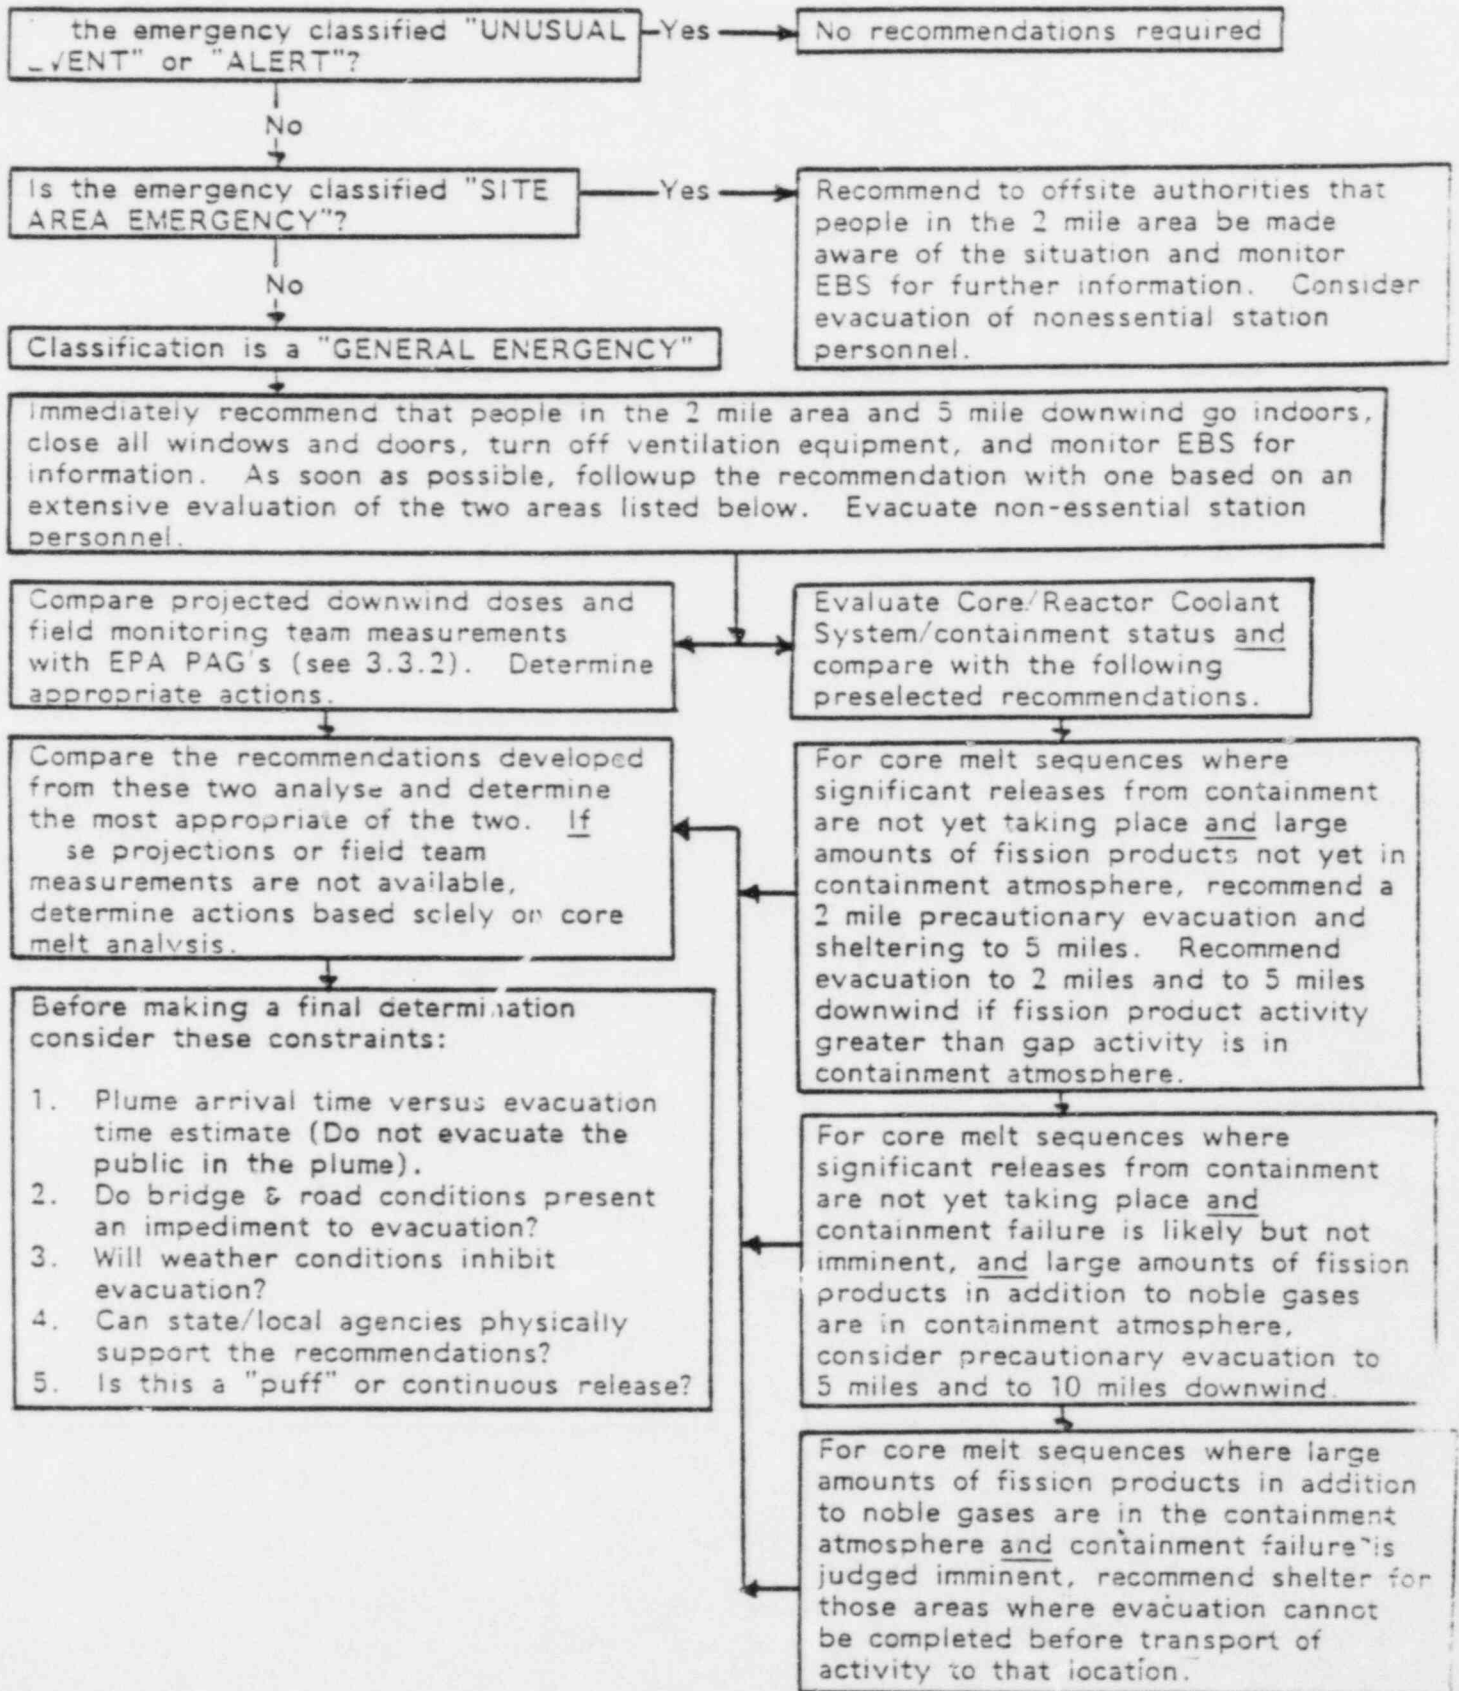 the emergency classified "UNUSUAL
VENT" or "ALERT"?
Yes
No recommendations required
No
Is the emergency classified "SITE
AREA EMERGENCY"?
Yes
Recommend to offsite authorities that
people in the 2 mile area be made
aware of the situation and monitor
EBS for further information. Consider
evacuation of nonessential station
personnel.
No
Classification is a "GENERAL ENERGENCY"
Immediately recommend that people in the 2 mile area and 5 mile downwind go indoors,
close all windows and doors, turn off ventilation equipment, and monitor EBS for
information. As soon as possible, followup the recommendation with one based on an
extensive evaluation of the two areas listed below. Evacuate non-essential station
personnel.
Compare projected downwind doses and
field monitoring team measurements
with EPA PAG's (see 3.3.2). Determine
appropriate actions.
Evaluate Core/Reactor Coolant
System/containment status and
compare with the following
preselected recommendations.
Compare the recommendations developed
from these two analyse and determine
the most appropriate of the two. If
se projections or field team
measurements are not available,
determine actions based solely on core
melt analysis.
For core melt sequences where
significant releases from containment
are not yet taking place and large
amounts of fission products not yet in
containment atmosphere, recommend a
2 mile precautionary evacuation and
sheltering to 5 miles. Recommend
evacuation to 2 miles and to 5 miles
downwind if fission product activity
greater than gap activity is in
containment atmosphere.
Before making a final determination
consider these constraints:
1. Plume arrival time versus evacuation
time estimate (Do not evacuate the
public in the plume).
2. Do bridge & road conditions present
an impediment to evacuation?
3. Will weather conditions inhibit
evacuation?
4. Can state/local agencies physically
support the recommendations?
5. Is this a "puff" or continuous release?
For core melt sequences where
significant releases from containment
are not yet taking place and
containment failure is likely but not
imminent, and large amounts of fission
products in addition to noble gases
are in containment atmosphere,
consider precautionary evacuation to
5 miles and to 10 miles downwind.
For core melt sequences where large
amounts of fission products in addition
to noble gases are in the containment
atmosphere and containment failure is
judged imminent, recommend shelter for
those areas where evacuation cannot
be completed before transport of
activity to that location.